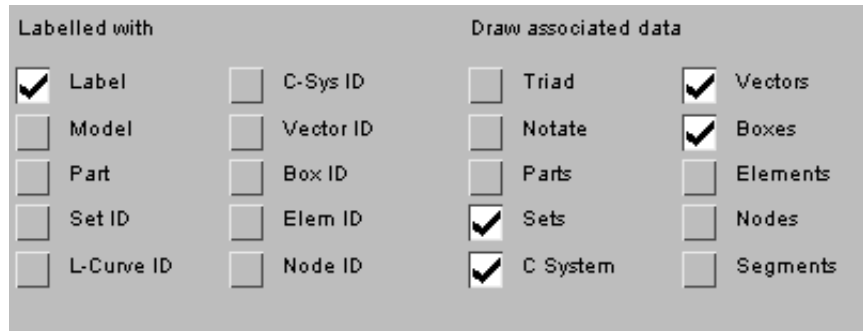 Labelled with Draw associated data
Label C-Sys ID Triad Vectors
Model Vector ID Notate Boxes
Part Box ID Parts Elements
Set ID Elem ID Sets Nodes
L-Curve ID Node ID C System Segments